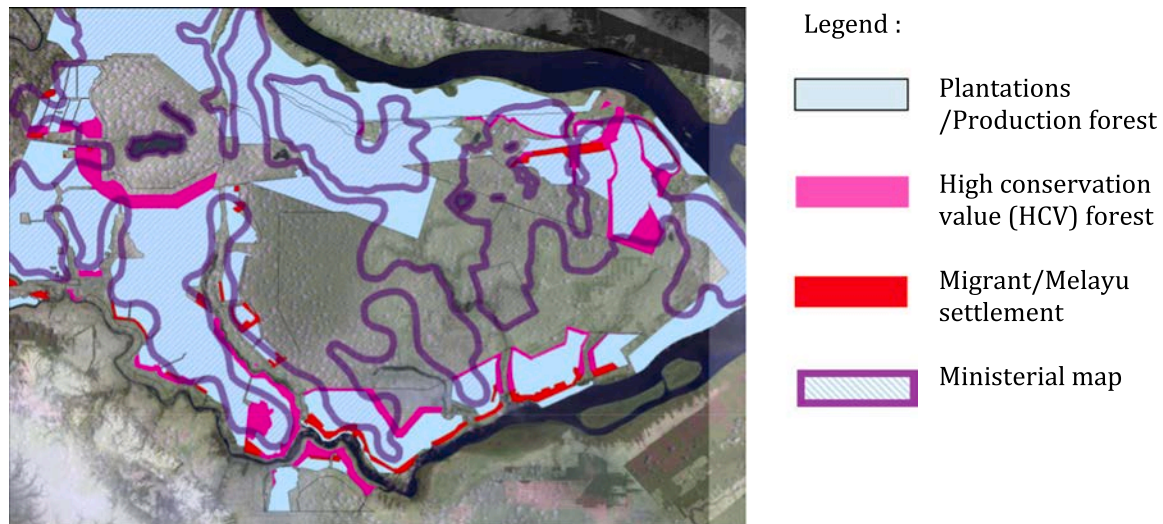 Legend :
Plantations
/Production forest
High conservation
value (HCV) forest
Migrant/Melayu
settlement
Ministerial map